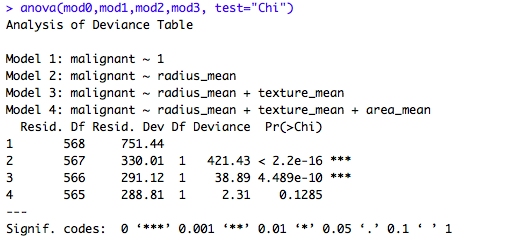 > anova(mod0,mod1,mod2,mod3, test="Chi")
Analysis of Deviance Table

Model 1: malignant ~ 1
Model 2: malignant ~ radius_mean
Model 3: malignant ~ radius_mean + texture_mean
Model 4: malignant ~ radius_mean + texture_mean + area_mean
  Resid. Df Resid. Dev Df Deviance  Pr(>Chi)
1       568     751.44
2       567     330.01  1   421.43 < 2.2e-16 ***
3       566     291.12  1    38.89 4.489e-10 ***
4       565     288.81  1     2.31    0.1285
---
Signif. codes:  0 ‘***’ 0.001 ‘**’ 0.01 ‘*’ 0.05 ‘.’ 0.1 ‘ ’ 1